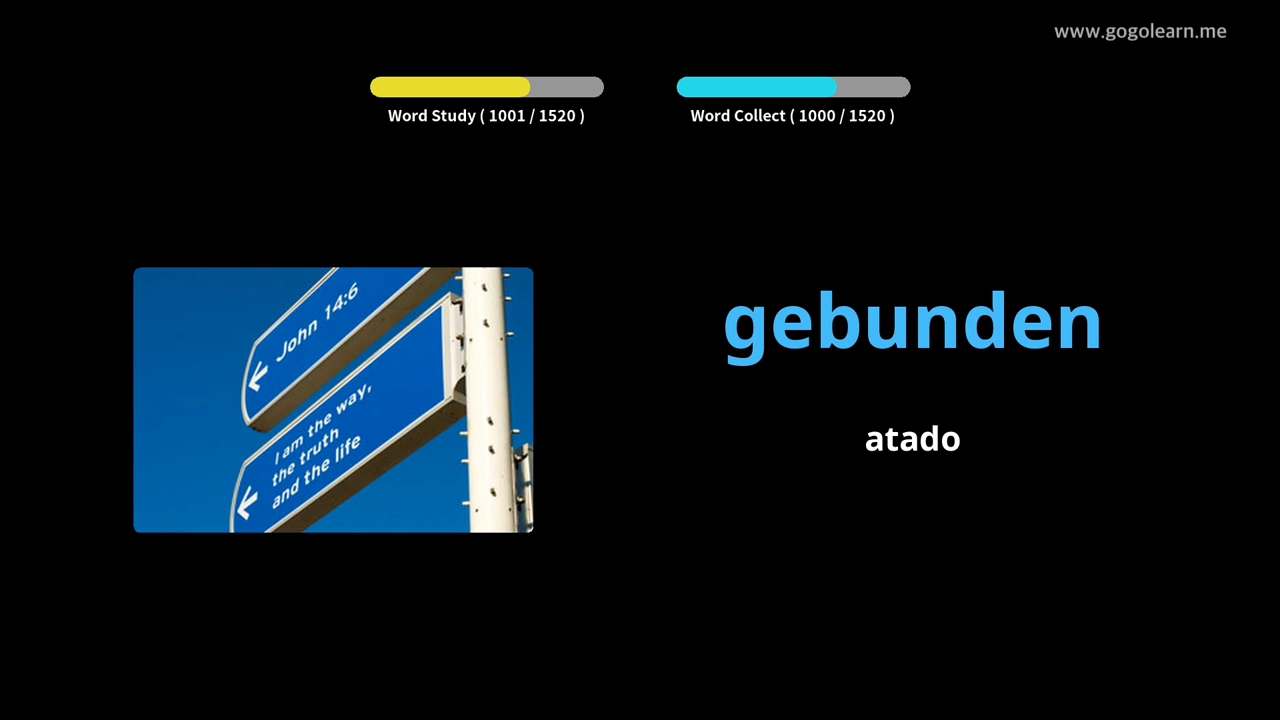 www.gogolearn.me
Word Study ( 1001 / 1520 )
Word Collect ( 1000 / 1520 )
John 14:6
I am the way,
the truth
and the life
gebunden
atado